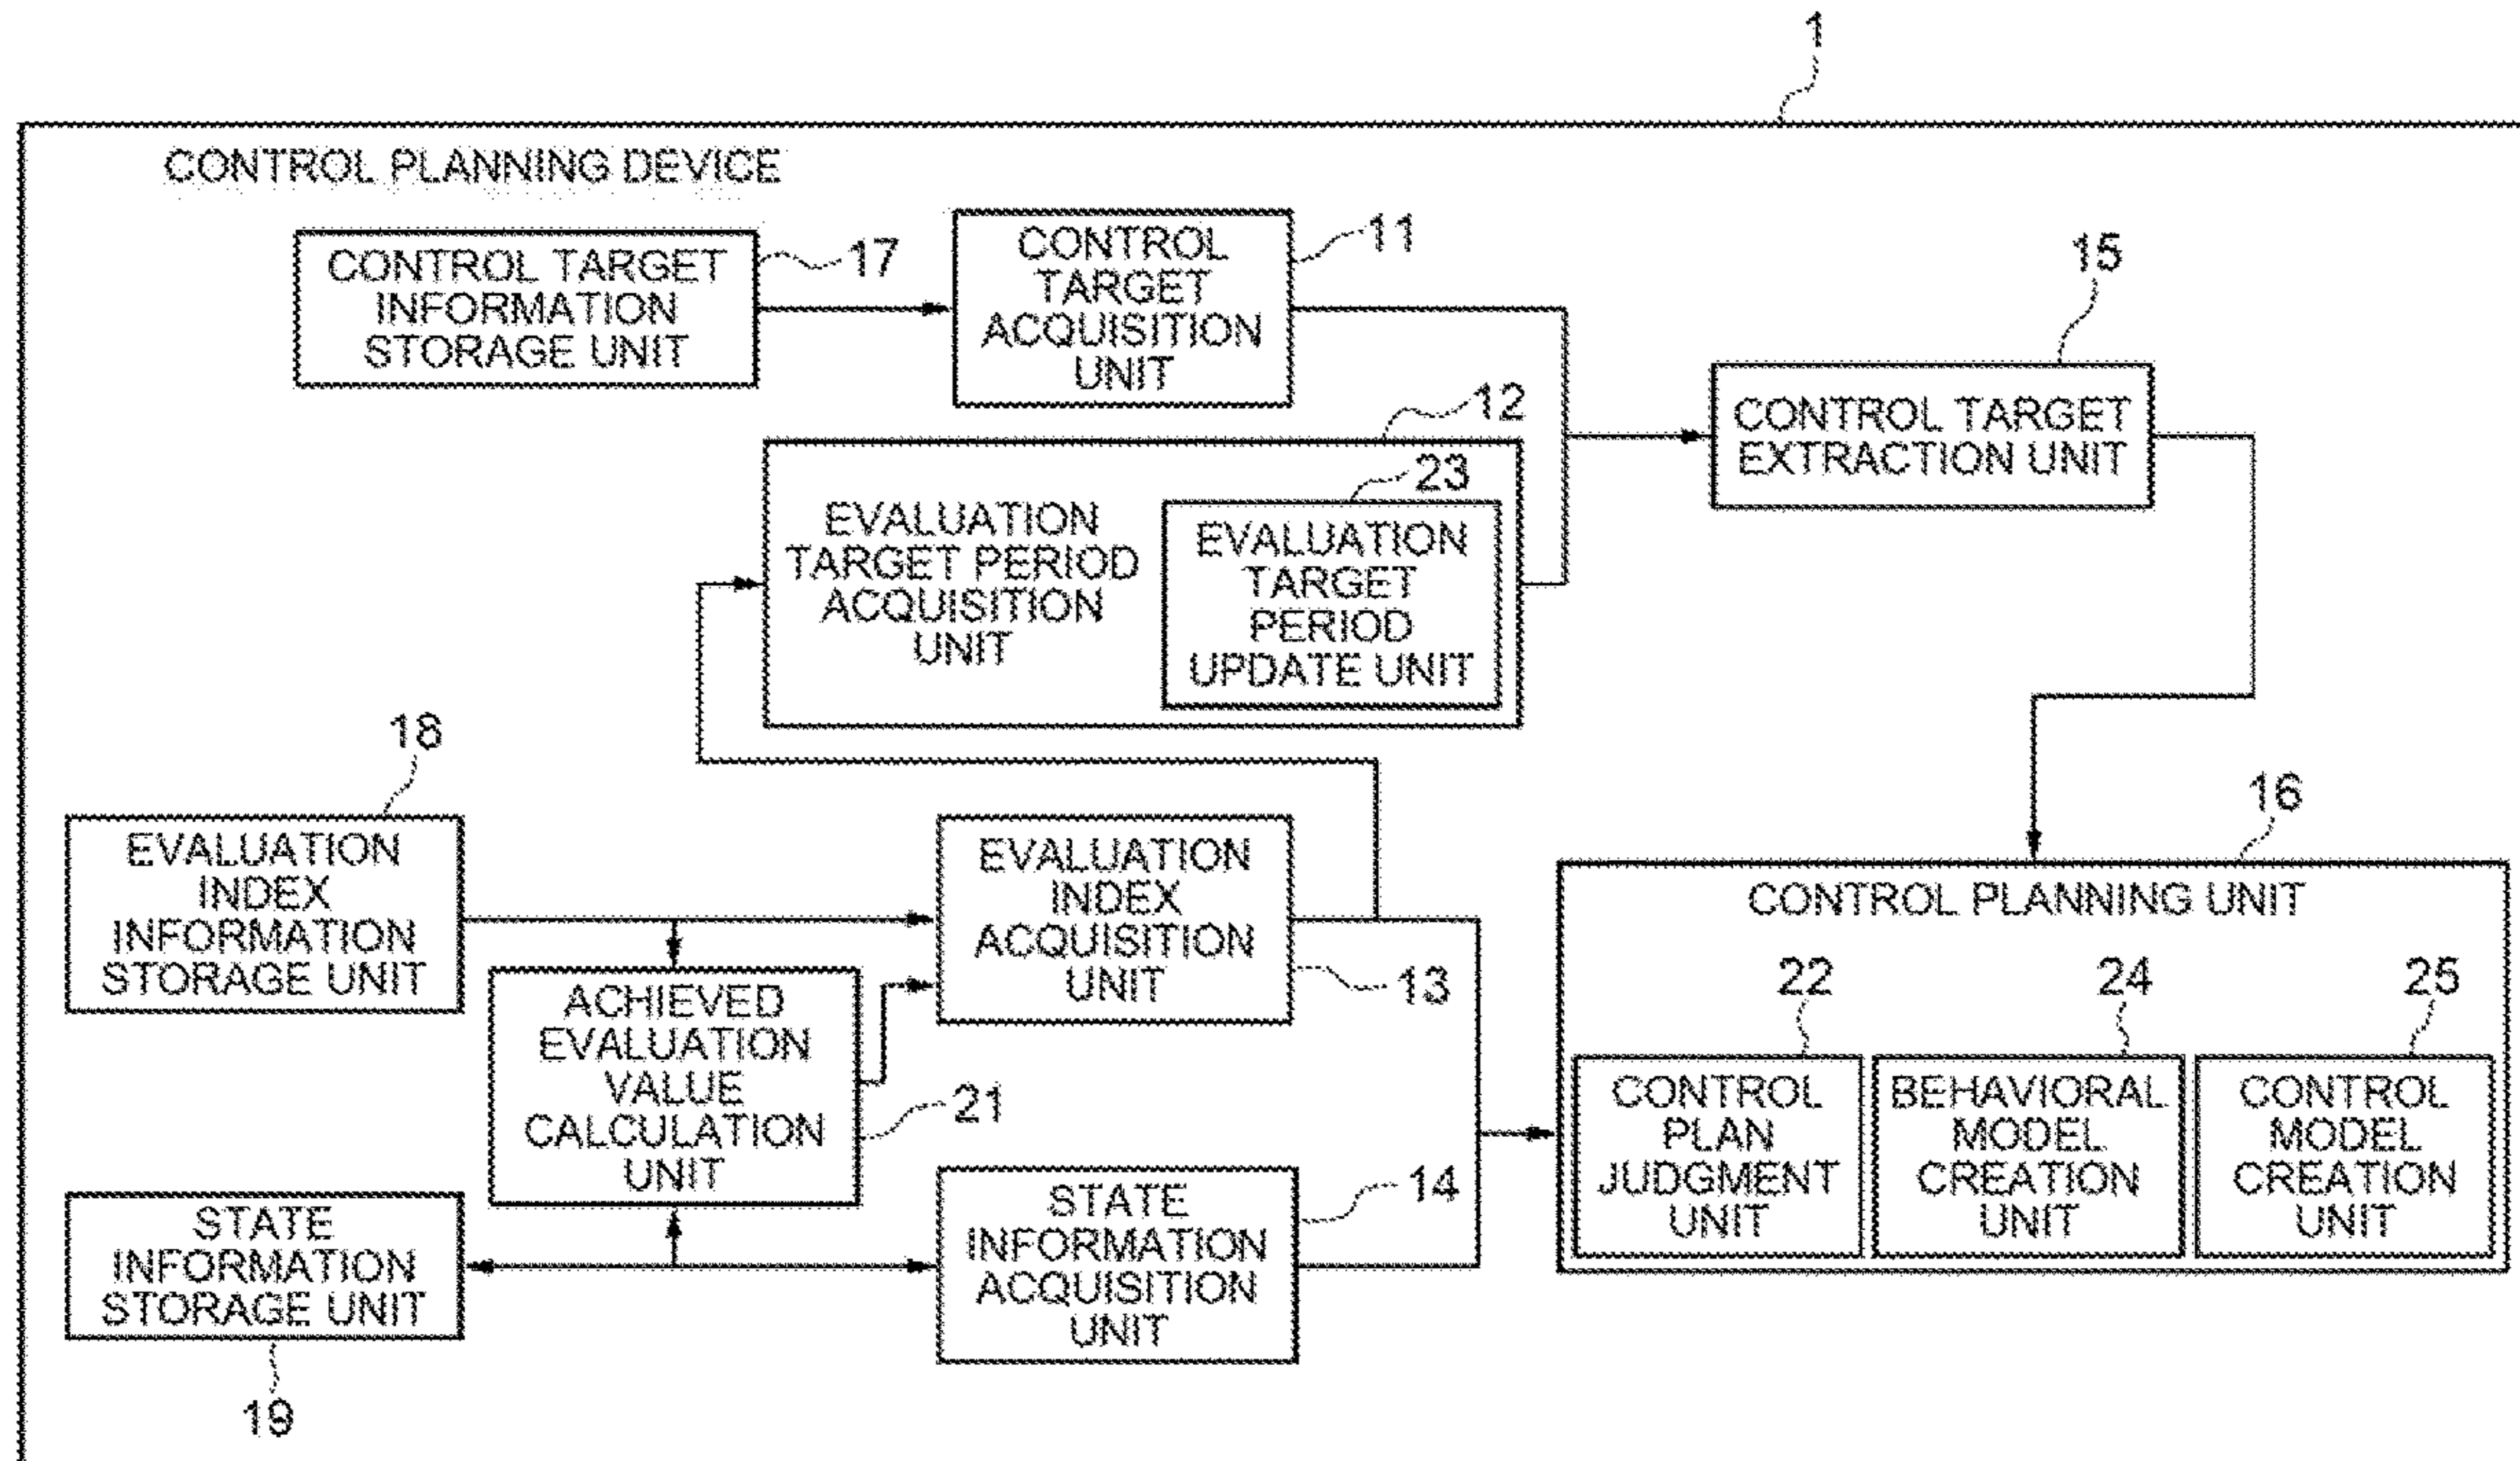 1
CONTROL PLANNING DEVICE
CONTROL TARGET
INFORMATION
STORAGE UNIT
17
CONTROL
TARGET
ACQUISITION
UNIT
11
15
CONTROL TARGET
EXTRACTION UNIT
12
EVALUATION
TARGET PERIOD
ACQUISITION
UNIT
23
EVALUATION
TARGET
PERIOD
UPDATE UNIT
18
EVALUATION
INDEX
INFORMATION
STORAGE UNIT
EVALUATION
INDEX
ACQUISITION
UNIT
13
ACHIEVED
EVALUATION
VALUE
CALCULATION
UNIT
21
STATE
INFORMATION
STORAGE UNIT
19
STATE
INFORMATION
ACQUISITION
UNIT
14
16
CONTROL PLANNING UNIT
22
CONTROL
PLAN
JUDGMENT
UNIT
24
BEHAVIORAL
MODEL
CREATION
UNIT
25
CONTROL
MODEL
CREATION
UNIT